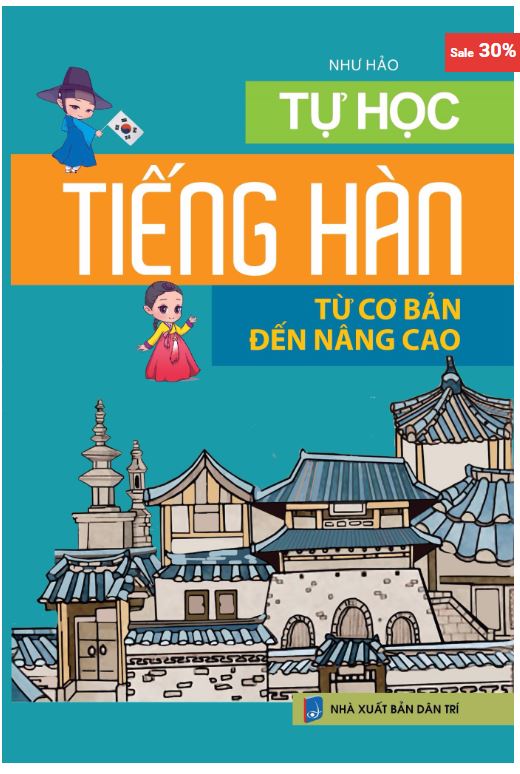 Sale 30%
NHƯ HẢO
TỰ HỌC
TIẾNG HÀN
TỪ CƠ BẢN
ĐẾN NÂNG CAO
NHÀ XUẤT BẢN DÂN TRÍ